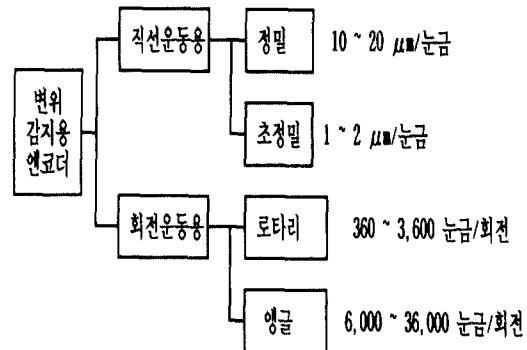 직선운동용
정밀
10 ~ 20 μm/눈금
변위
감지용
엔코더
초정밀
1 ~ 2 μm/눈금
회전운동용
로타리
360 ~ 3,600 눈금/회전
앵글
6,000 ~ 36,000 눈금/회전